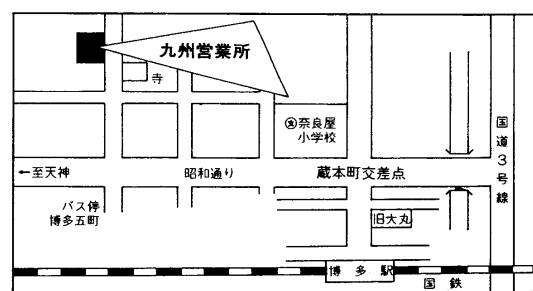 九州営業所
寺
㊫奈良屋
小学校
国道3号線
←至天神
昭和通り
蔵本町交差点
バス停
博多五町
旧大丸
博多駅
国鉄